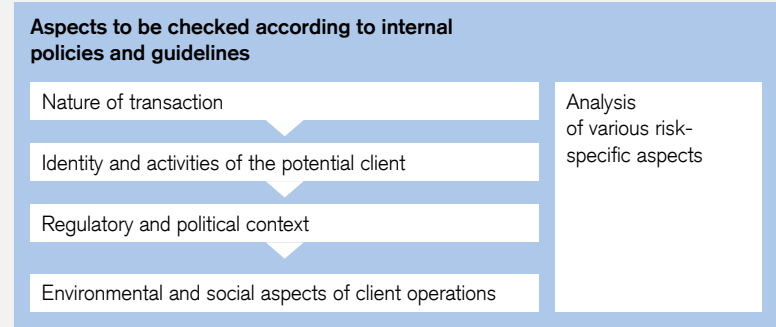 Aspects to be checked according to internal
policies and guidelines
Nature of transaction
Identity and activities of the potential client
Regulatory and political context
Environmental and social aspects of client operations
Analysis
of various risk-
specific aspects